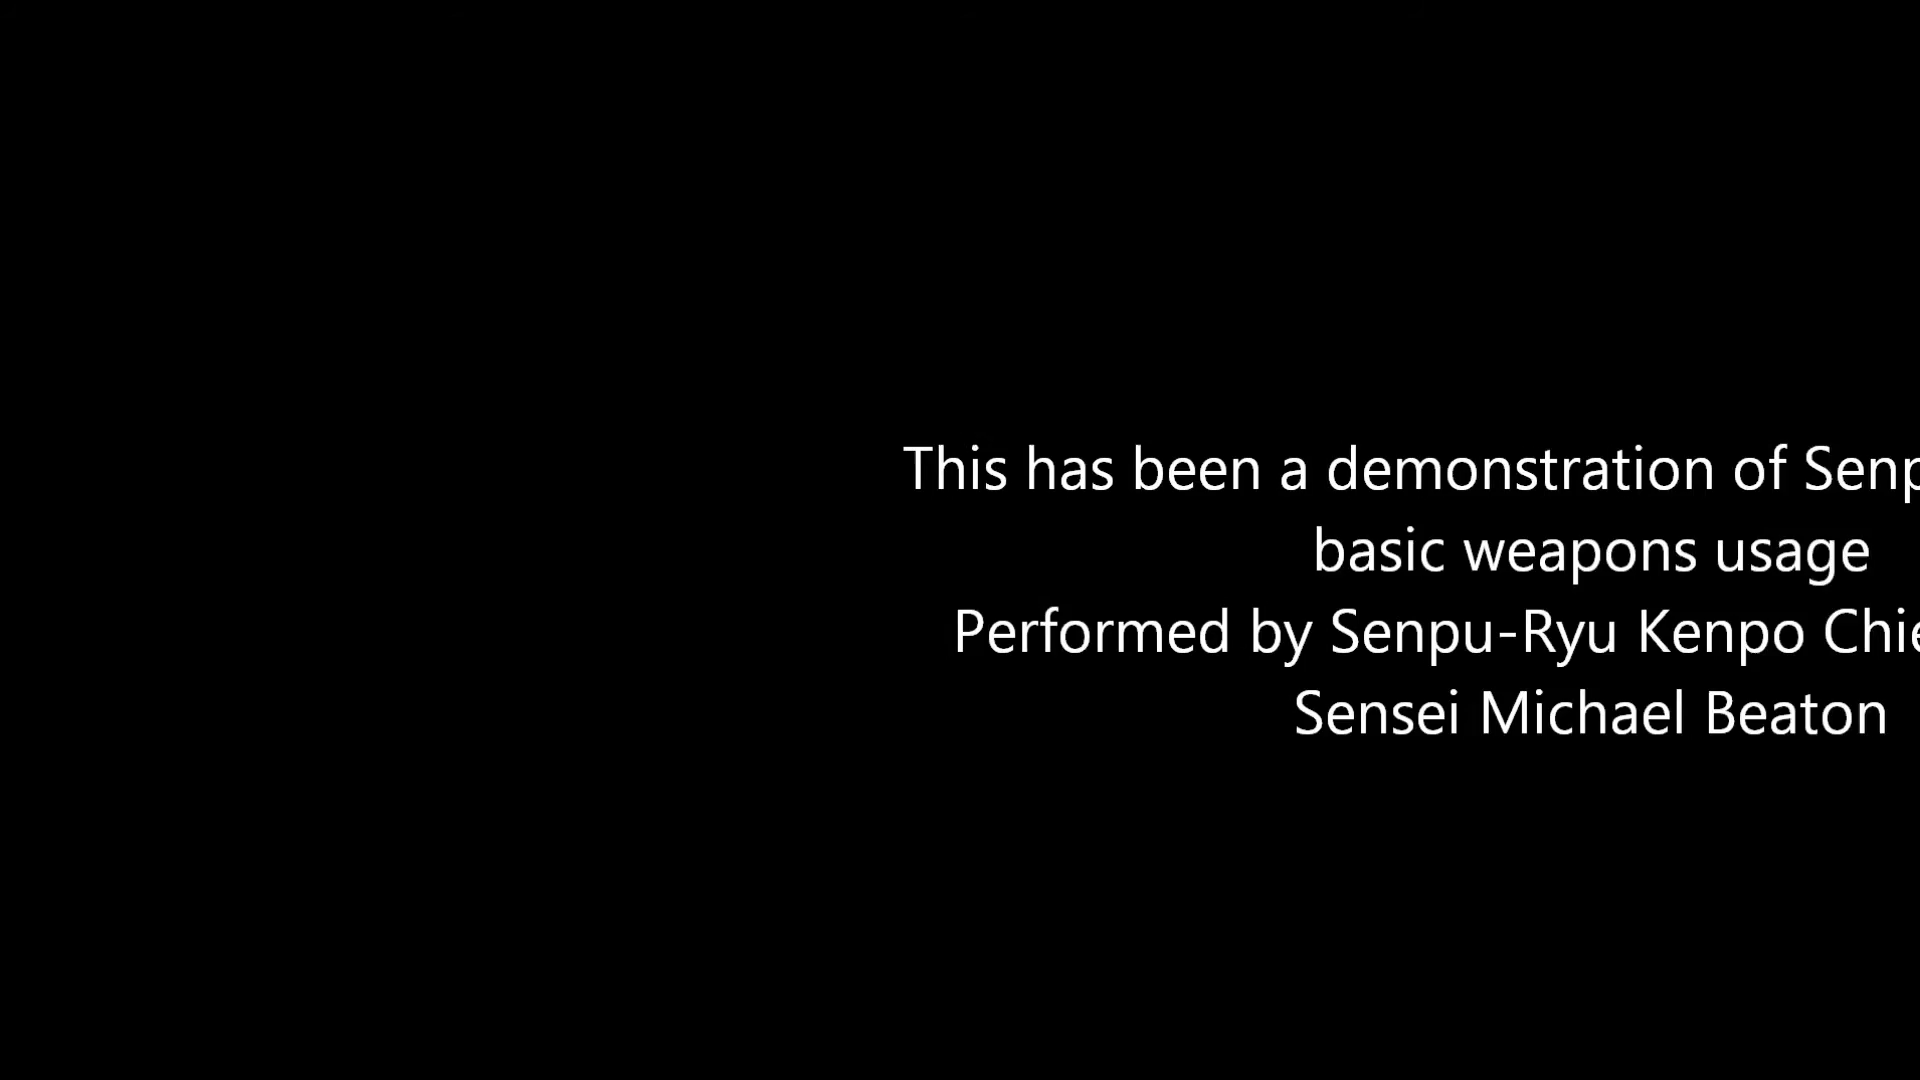 This has been a demonstration of Senp
basic weapons usage
Performed by Senpu-Ryu Kenpo Chie
Sensei Michael Beaton